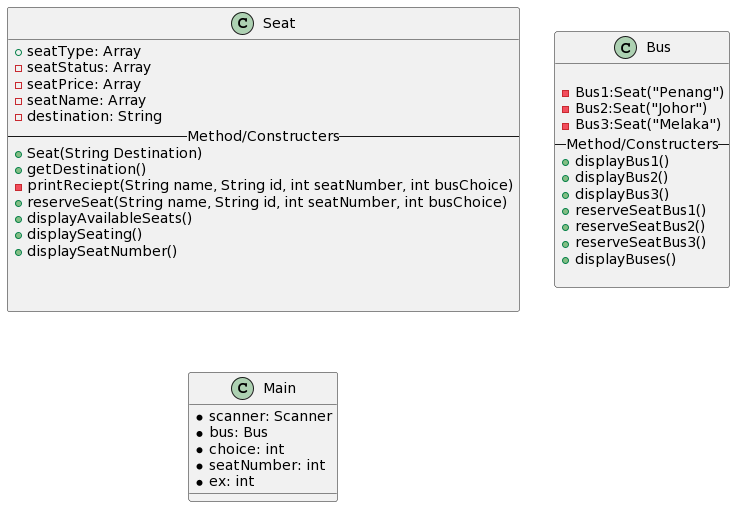 C Seat
seatType: Array
seatStatus: Array
seatPrice: Array
seatName: Array
destination: String
Method/Constructers
Seat(String Destination)
getDestination()
printReciept(String name, String id, int seatNumber, int busChoice)
reserveSeat(String name, String id, int seatNumber, int busChoice)
displayAvailableSeats()
displaySeating()
displaySeatNumber()
C Bus
Bus1:Seat("Penang")
Bus2:Seat("Johor")
Bus3:Seat("Melaka")
Method/Constructers
displayBus1()
displayBus2()
displayBus3()
reserveSeatBus1()
reserveSeatBus2()
reserveSeatBus3()
displayBuses()
C Main
scanner: Scanner
bus: Bus
choice: int
seatNumber: int
ex: int